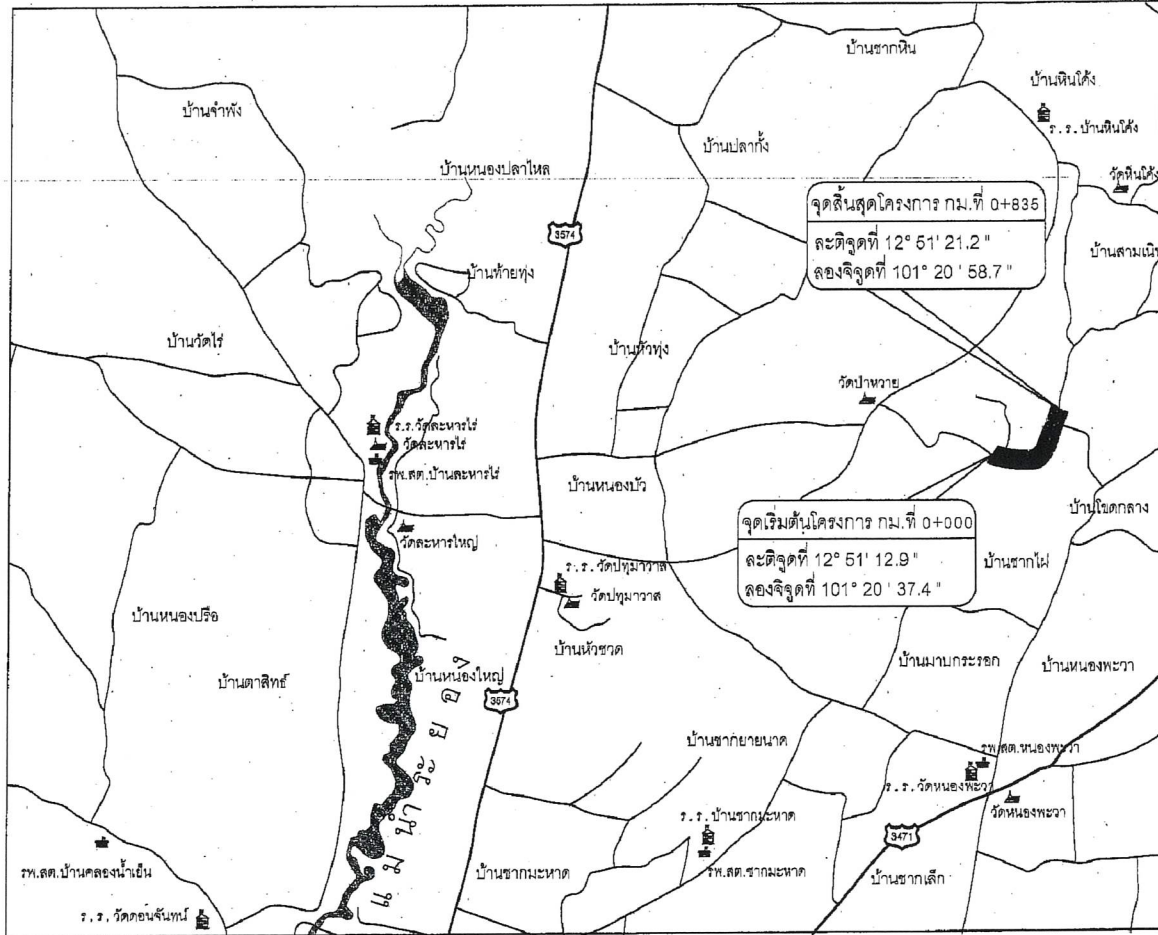 บ้านชากหิน
บ้านหินโค้ง
บ้านจำพัง
ร.ร.บ้านหินโค้ง
บ้านปลากั้ง
บ้านหนองปลาไหล
วัดหินโค้ง
จุดสิ้นสุดโครงการ กม.ที่ 0+835
ละติจูดที่ 12° 51' 21.2 "
ลองจิจูดที่ 101° 20 ' 58.7 "
3574
บ้านสามเนิน
บ้านท้ายทุ่ง
บ้านวัดไร่
บ้านหัวทุ่ง
วัดป่าหวาย
ร.ร.วัดละหารไร่
วัดละหารไร่
รพ.สต.บ้านละหารไร่
บ้านหนองบัว
บ้านโขดกลาง
จุดเริ่มต้นโครงการ กม.ที่ 0+000
ละติจูดที่ 12° 51' 12.9 "
ลองจิจูดที่ 101° 20 ' 37.4 "
วัดละหารใหญ่
บ้านชากไผ่
ร.ร.วัดปทุมาวาส
วัดปทุมาวาส
บ้านหนองปรือ
บ้านหัวชวด
บ้านมาบกระรอก
บ้านหนองพะวา
บ้านตาสิทธ์
บ้านหนองใหญ่
3574
แม่น้ำระยอง
บ้านชากยายนาด
รพ.สต.หนองพะวา
ร.ร.วัดหนองพะวา
วัดหนองพะวา
ร.ร.บ้านชากมะหาด
3471
รพ.สต.บ้านคลองน้ำเย็น
บ้านชากมะหาด
รพ.สต.ชากมะหาด
บ้านชากเล็ก
ร.ร.วัดดอนจันทน์